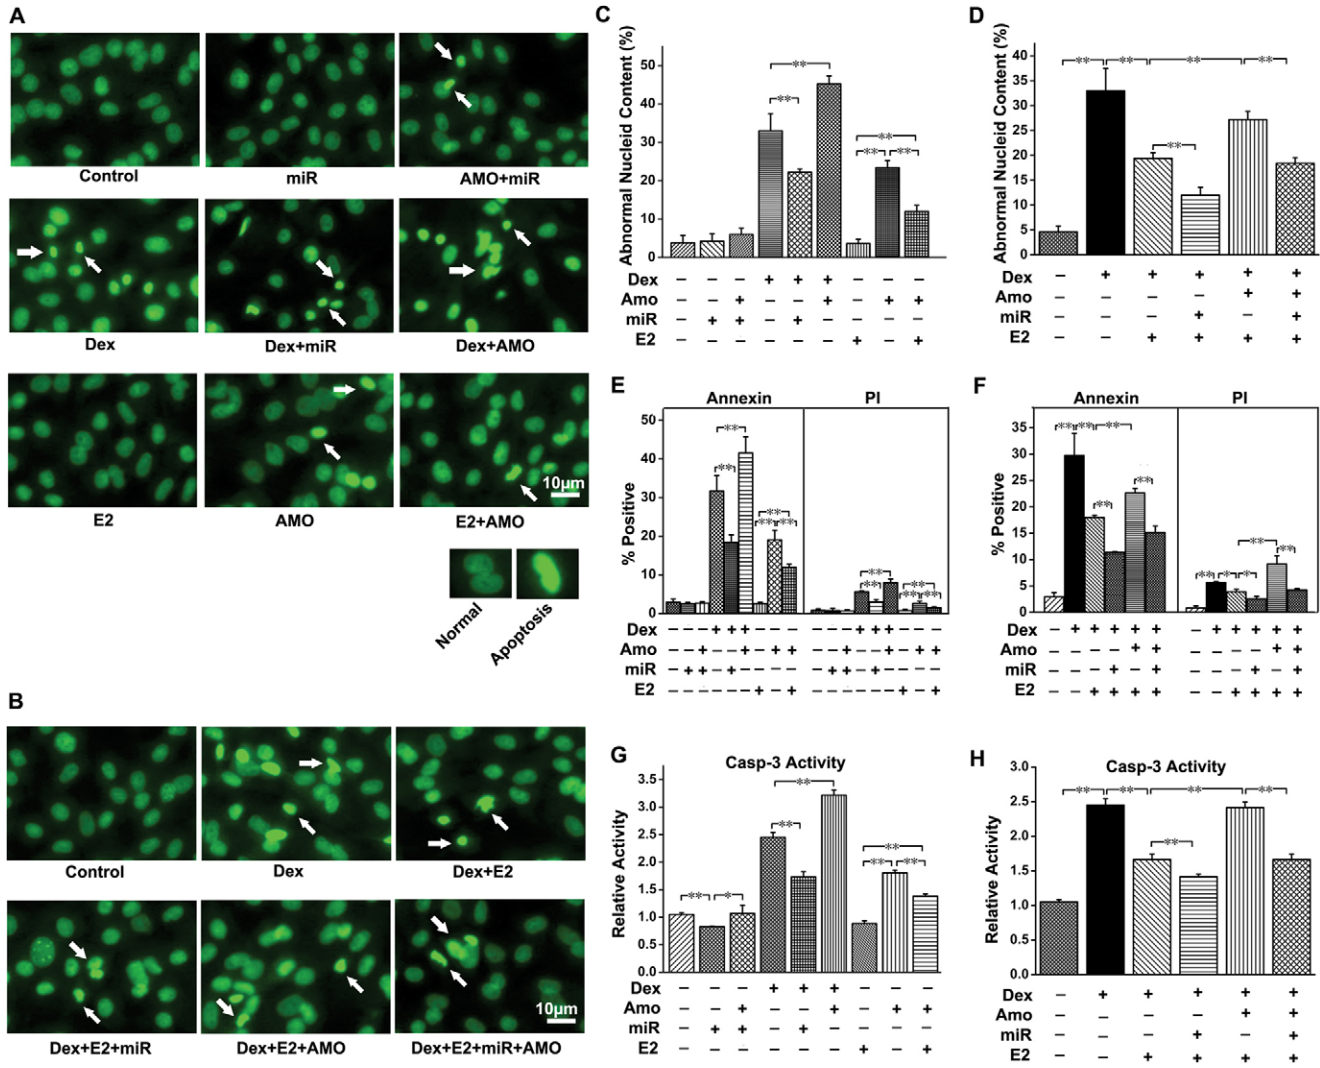 A
Control
miR
AMO+miR
Dex
Dex+miR
Dex+AMO
E2
AMO
E2+AMO
10µm
Normal
Apoptosis
B
Control
Dex
Dex+E2
Dex+E2+miR
Dex+E2+AMO
Dex+E2+miR+AMO
10µm
C
Abnormal Nucleid Content (%)
50
40
30
20
10
0
** ** ** ** **
**
Dex − − − + + + − − −
Amo − − + − − + − + +
miR − + + − + − − − −
E2 − − − − − − + − +
D
Abnormal Nucleid Content (%)
40
35
30
25
20
15
10
5
0
** ** ** ** **
Dex − + + + + +
Amo − − − − + +
miR − − − + − +
E2 − − + + + +
E
Annexin
PI
% Positive
50
40
30
20
10
0
** ** ** ** **
** ** ** ** **
Dex − − − + + + − − − − − − + + + − − −
Amo − − + − − + − + + − − + − − + − + +
miR − + + − + − − − − − + + − + − − − −
E2 − − − − − − + − + − − − − − − + − +
F
Annexin
PI
% Positive
35
30
25
20
15
10
5
0
** ** ** ** **
** * * ** **
Dex − + + + + + − + + + + +
Amo − − − − + + − − − − + +
miR − − − + − + − − − + − +
E2 − − + + + + − − + + + +
G
Casp-3 Activity
Relative Activity
3.5
3.0
2.5
2.0
1.5
1.0
0.5
0.0
** * ** ** ** ** **
Dex − − − + + + − − −
Amo − − + − − + − + +
miR − + + − + − − − −
E2 − − − − − − + − +
H
Casp-3 Activity
Relative Activity
3.0
2.5
2.0
1.5
1.0
0.5
0.0
** ** ** ** **
Dex − + + + + +
Amo − − − − + +
miR − − − + − +
E2 − − + + + +